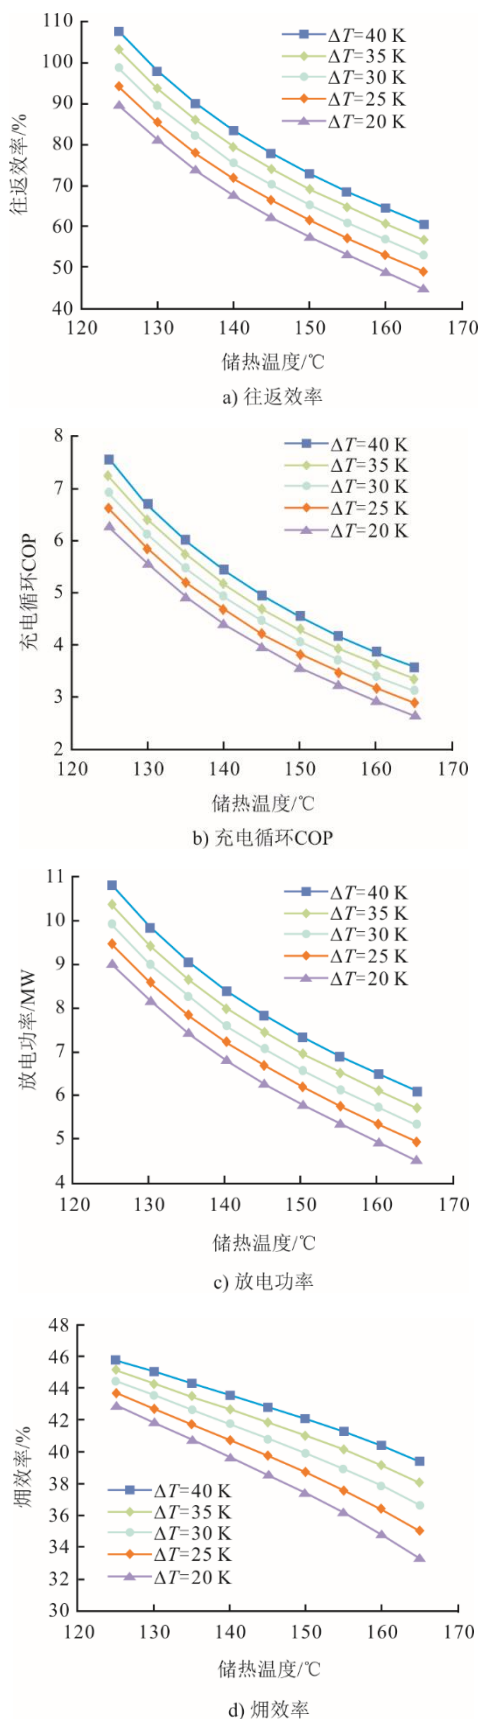 110
100
90
80
70
60
50
40
往返效率/%
ΔT=40 K
ΔT=35 K
ΔT=30 K
ΔT=25 K
ΔT=20 K
120 130 140 150 160 170
储热温度/℃
a) 往返效率
8
7
6
5
4
3
2
充电循环COP
ΔT=40 K
ΔT=35 K
ΔT=30 K
ΔT=25 K
ΔT=20 K
120 130 140 150 160 170
储热温度/℃
b) 充电循环COP
11
10
9
8
7
6
5
4
放电功率/MW
ΔT=40 K
ΔT=35 K
ΔT=30 K
ΔT=25 K
ΔT=20 K
120 130 140 150 160 170
储热温度/℃
c) 放电功率
48
46
44
42
40
38
36
34
32
30
㶲效率/%
ΔT=40 K
ΔT=35 K
ΔT=30 K
ΔT=25 K
ΔT=20 K
120 130 140 150 160 170
储热温度/℃
d) 㶲效率